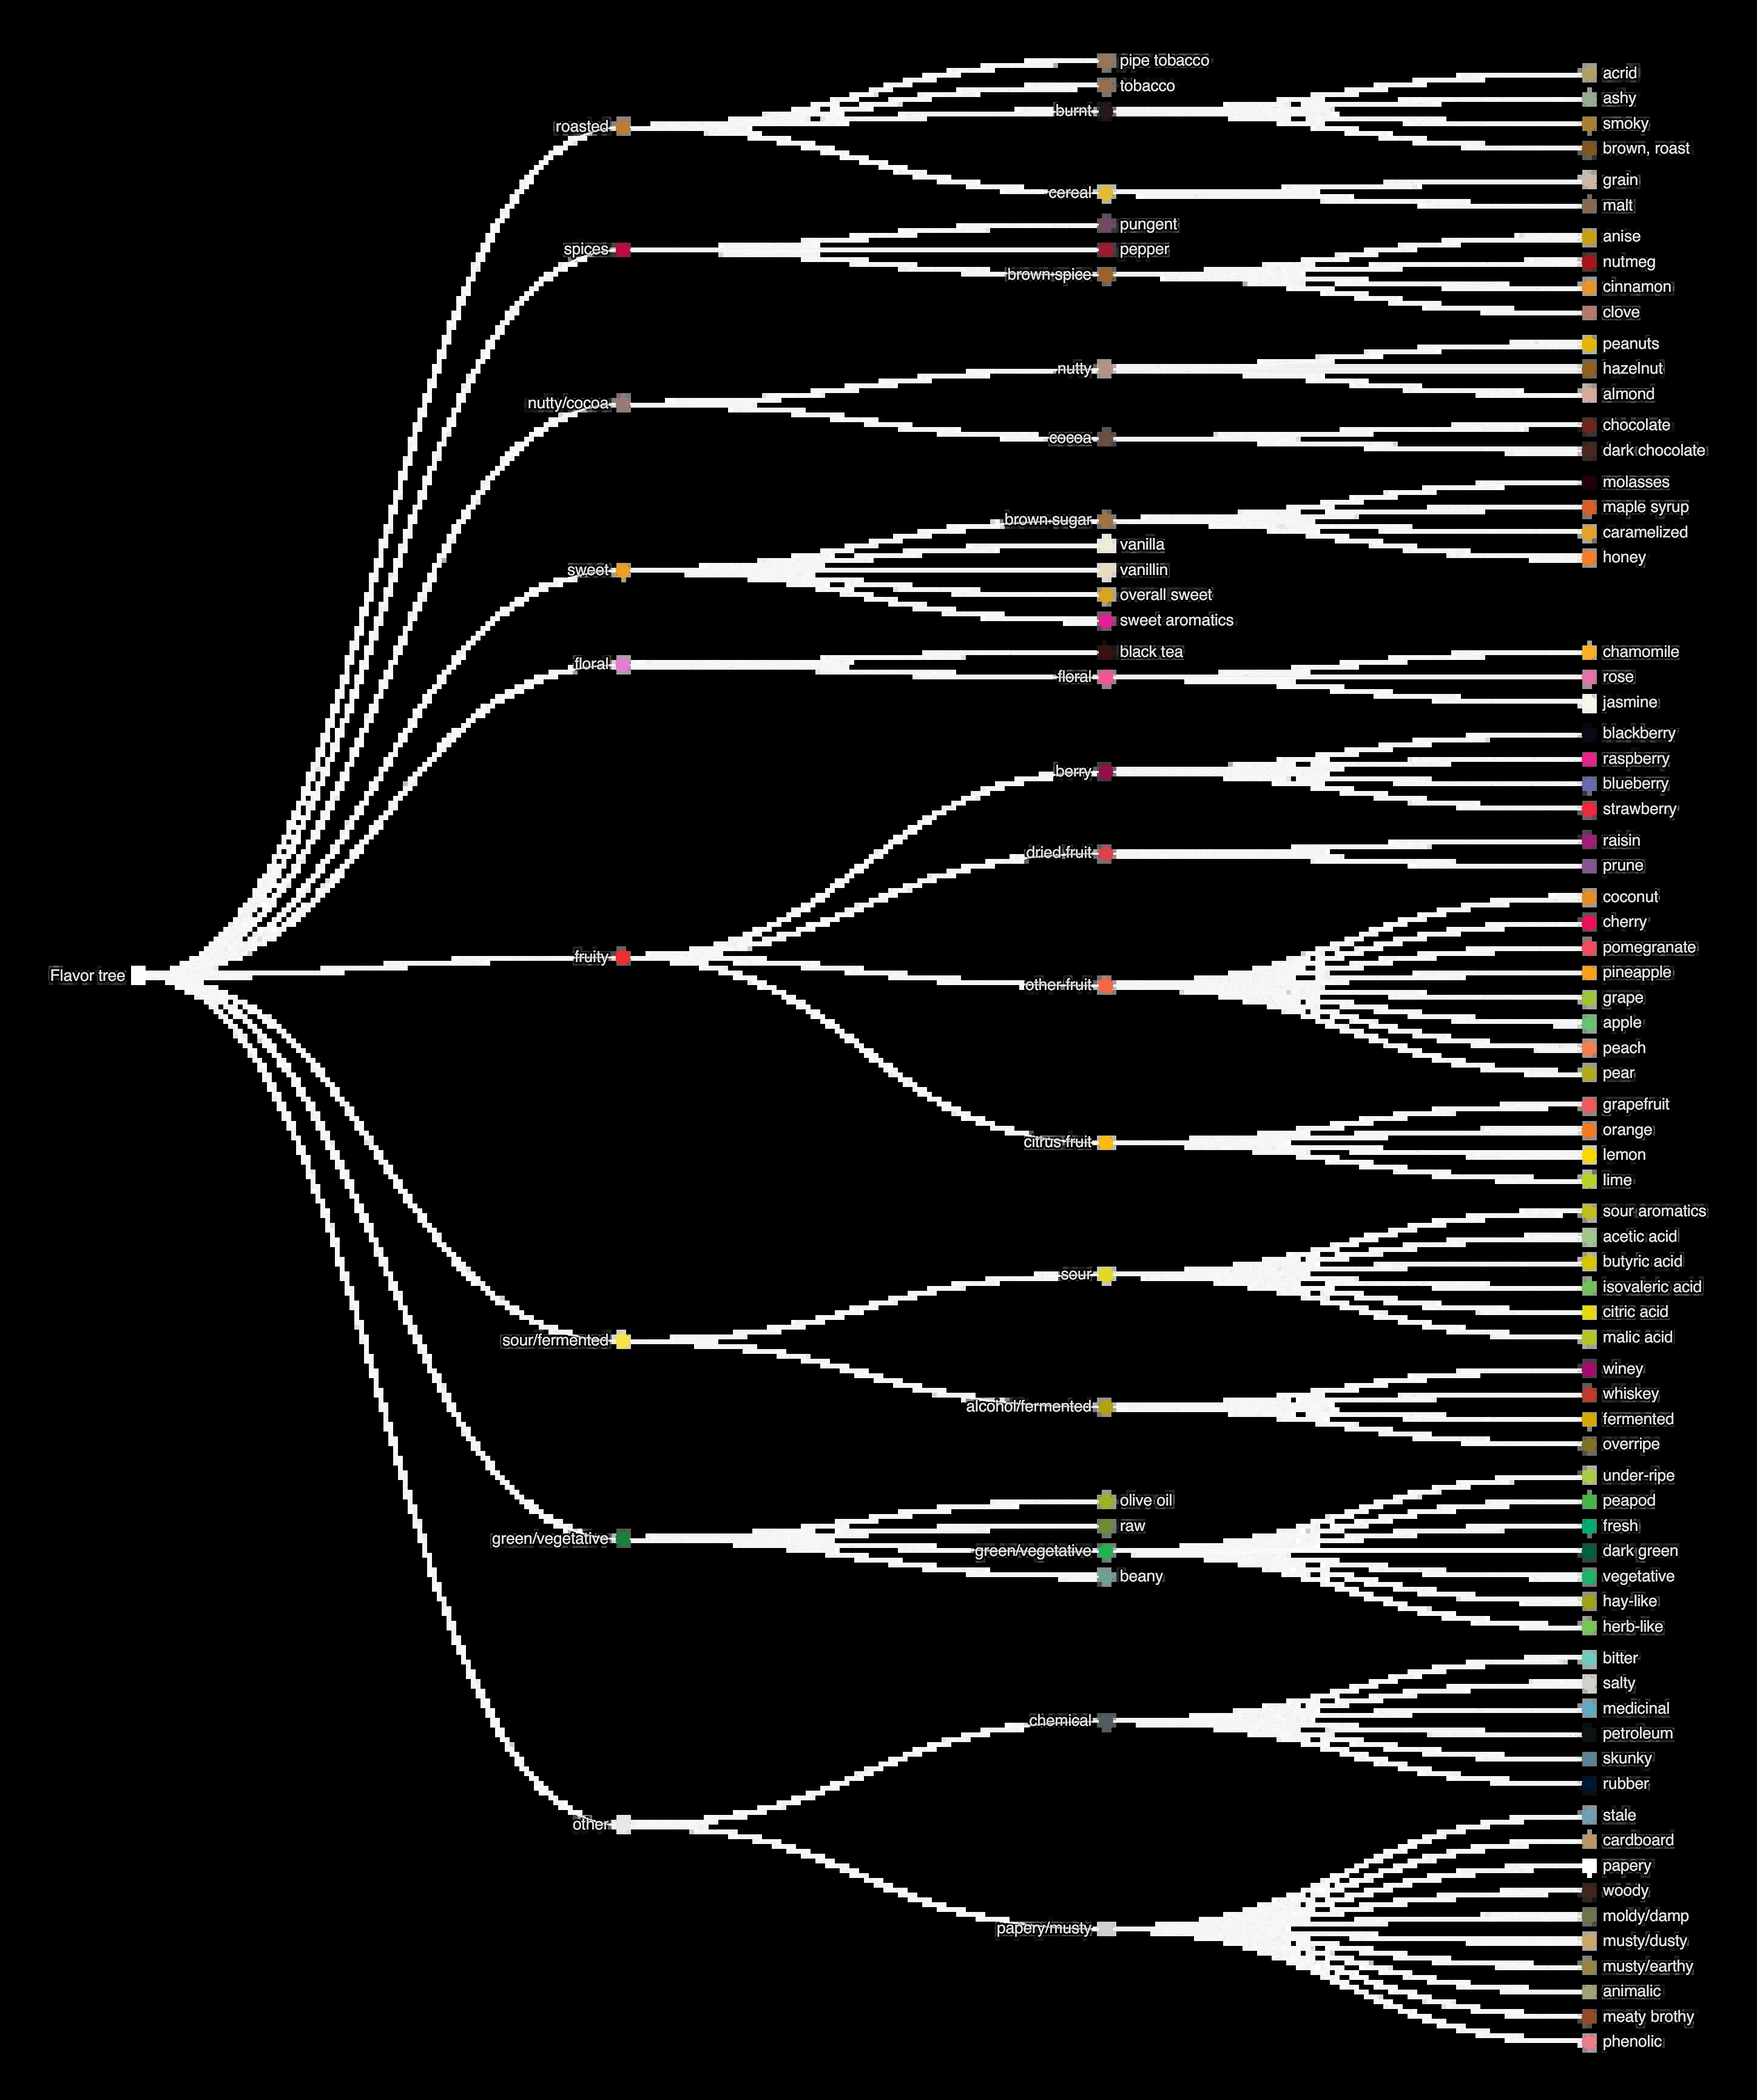 Flavor tree
roasted
pipe tobacco
tobacco
burnt
acrid
ashy
smoky
brown, roast
cereal
grain
malt
spices
pungent
pepper
brown spice
anise
nutmeg
cinnamon
clove
nutty/cocoa
nutty
peanuts
hazelnut
almond
cocoa
chocolate
dark chocolate
sweet
brown sugar
molasses
maple syrup
caramelized
honey
vanilla
vanillin
overall sweet
sweet aromatics
floral
black tea
floral
chamomile
rose
jasmine
fruity
berry
blackberry
raspberry
blueberry
strawberry
dried fruit
raisin
prune
other fruit
coconut
cherry
pomegranate
pineapple
grape
apple
peach
pear
citrus fruit
grapefruit
orange
lemon
lime
sour/fermented
sour
sour aromatics
acetic acid
butyric acid
isovaleric acid
citric acid
malic acid
alcohol/fermented
winey
whiskey
fermented
overripe
green/vegetative
olive oil
raw
green/vegetative
under-ripe
peapod
fresh
dark green
vegetative
hay-like
herb-like
beany
other
chemical
bitter
salty
medicinal
petroleum
skunky
rubber
papery/musty
stale
cardboard
papery
woody
moldy/damp
musty/dusty
musty/earthy
animalic
meaty brothy
phenolic